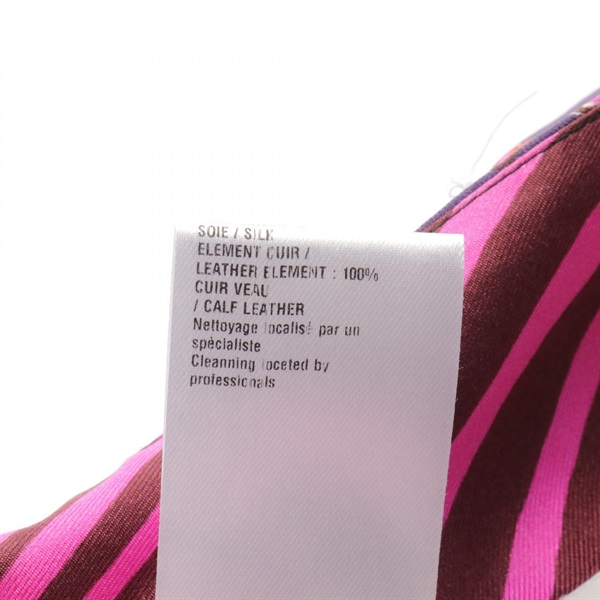 SOIE / SILK
ELEMENT CUIR /
LEATHER ELEMENT : 100%
CUIR VEAU
/ CALF LEATHER
Nettoyage localisé par un
spécialiste
Cleanning loceted by
professionals